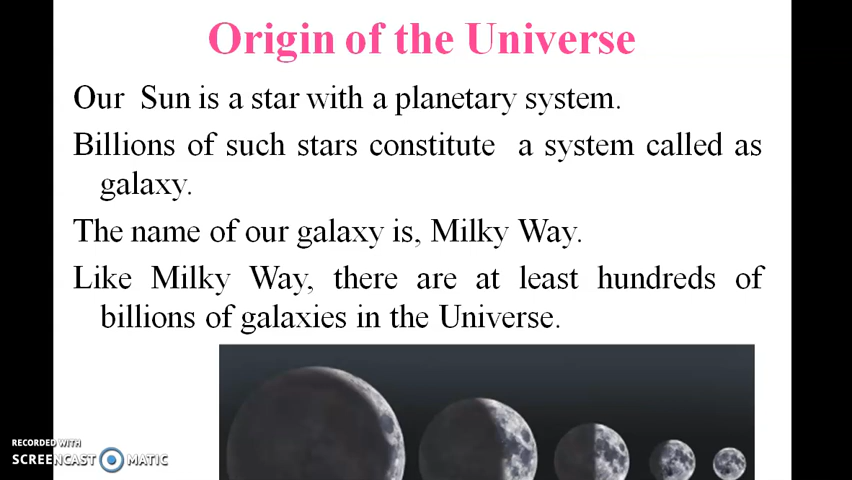 Origin of the Universe
Our Sun is a star with a planetary system.
Billions of such stars constitute a system called as
galaxy.
The name of our galaxy is, Milky Way.
Like Milky Way, there are at least hundreds of
billions of galaxies in the Universe.
RECORDED WITH
SCREENCAST MATIC